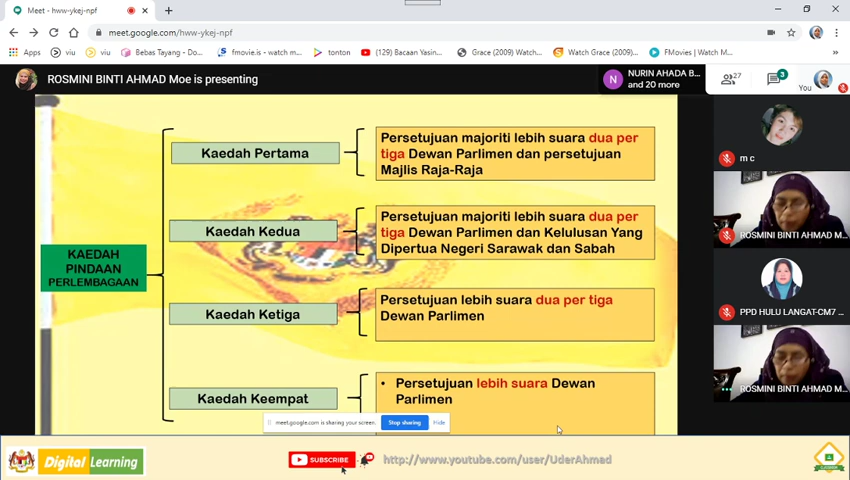 Meet - hww-ykej-npf
meet.google.com/hww-ykej-npf
Apps
viu
viu
Bebas Tayang - Do...
fmovie.is - watch m...
tonton
(129) Bacaan Yasin...
Grace (2009) Watc...
Watch Grace (2009)...
FMovies | Watch M...
ROSMINI BINTI AHMAD Moe is presenting
N
NURIN AHADA B...
and 20 more
27
3
You
KAEDAH
PINDAAN
PERLEMBAGAAN
Kaedah Pertama
Persetujuan majoriti lebih suara dua per
tiga Dewan Parlimen dan persetujuan
Majlis Raja-Raja
Kaedah Kedua
Persetujuan majoriti lebih suara dua per
tiga Dewan Parlimen dan Kelulusan Yang
Dipertua Negeri Sarawak dan Sabah
Kaedah Ketiga
Persetujuan lebih suara dua per tiga
Dewan Parlimen
Kaedah Keempat
• Persetujuan lebih suara Dewan
Parlimen
m c
ROSMINI BINTI AHMAD M...
PPD HULU LANGAT-CM7 ...
ROSMINI BINTI AHMAD M...
meet.google.com is sharing your screen.
Stop sharing
Hide
Digital Learning
SUBSCRIBE
http://www.youtube.com/user/UderAhmad